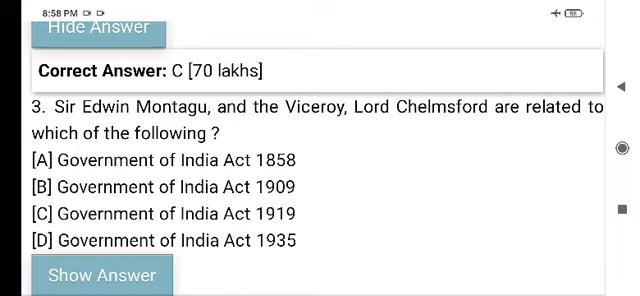 8:58 PM
68
Hide Answer
Correct Answer: C [70 lakhs]
3. Sir Edwin Montagu, and the Viceroy, Lord Chelmsford are related to
which of the following ?
[A] Government of India Act 1858
[B] Government of India Act 1909
[C] Government of India Act 1919
[D] Government of India Act 1935
Show Answer